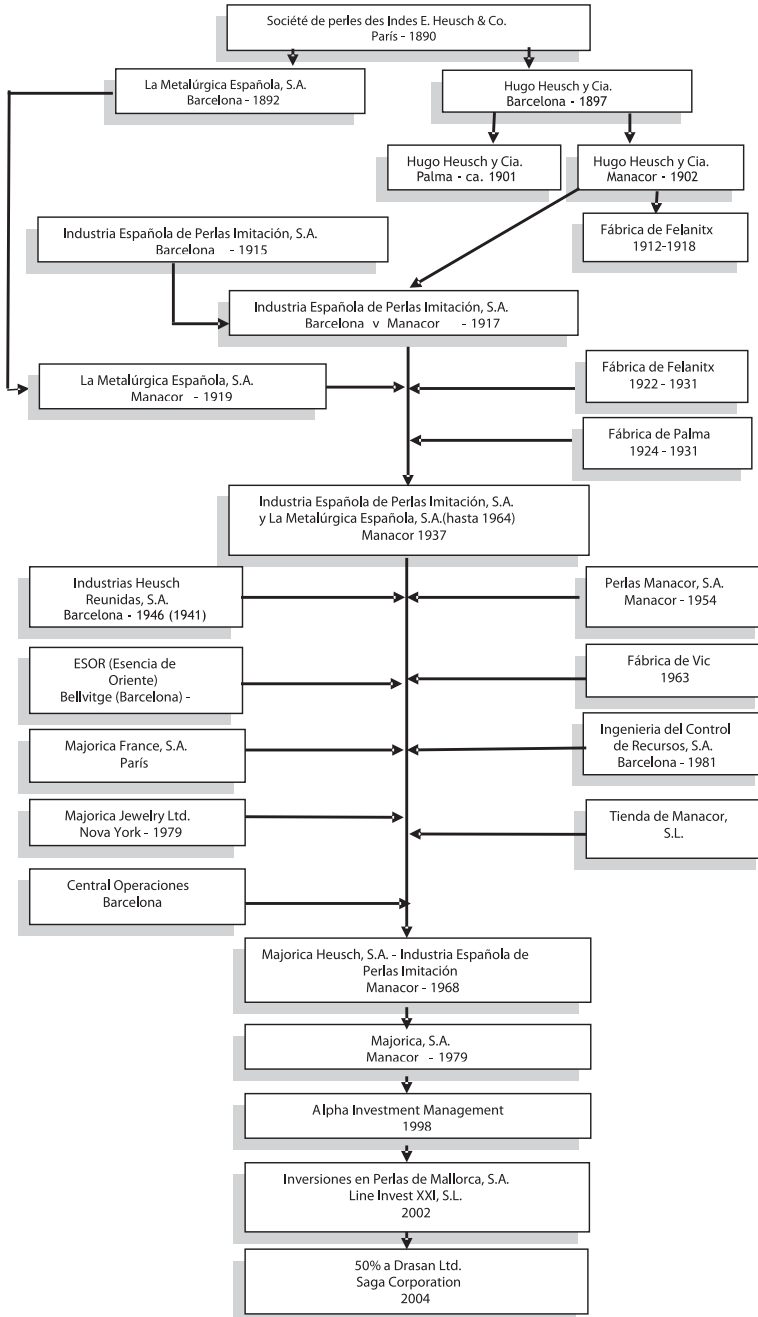 Société de perles des Indes E. Heusch & Co.
París - 1890
La Metalúrgica Española, S.A.
Barcelona - 1892
Hugo Heusch y Cia.
Barcelona - 1897
Hugo Heusch y Cia.
Palma - ca. 1901
Hugo Heusch y Cia.
Manacor - 1902
Industria Española de Perlas Imitación, S.A.
Barcelona - 1915
Fábrica de Felanitx
1912-1918
Industria Española de Perlas Imitación, S.A.
Barcelona v Manacor - 1917
La Metalúrgica Española, S.A.
Manacor - 1919
Fábrica de Felanitx
1922 - 1931
Fábrica de Palma
1924 - 1931
Industria Española de Perlas Imitación, S.A.
y La Metalúrgica Española, S.A.(hasta 1964)
Manacor 1937
Industrias Heusch
Reunidas, S.A.
Barcelona - 1946 (1941)
Perlas Manacor, S.A.
Manacor - 1954
ESOR (Esencia de
Oriente)
Bellvitge (Barcelona) -
Fábrica de Vic
1963
Majorica France, S.A.
París
Ingenieria del Control
de Recursos, S.A.
Barcelona - 1981
Majorica Jewelry Ltd.
Nova York - 1979
Tienda de Manacor,
S.L.
Central Operaciones
Barcelona
Majorica Heusch, S.A. - Industria Española de
Perlas Imitación
Manacor - 1968
Majorica, S.A.
Manacor - 1979
Alpha Investment Management
1998
Inversiones en Perlas de Mallorca, S.A.
Line Invest XXI, S.L.
2002
50% a Drasan Ltd.
Saga Corporation
2004